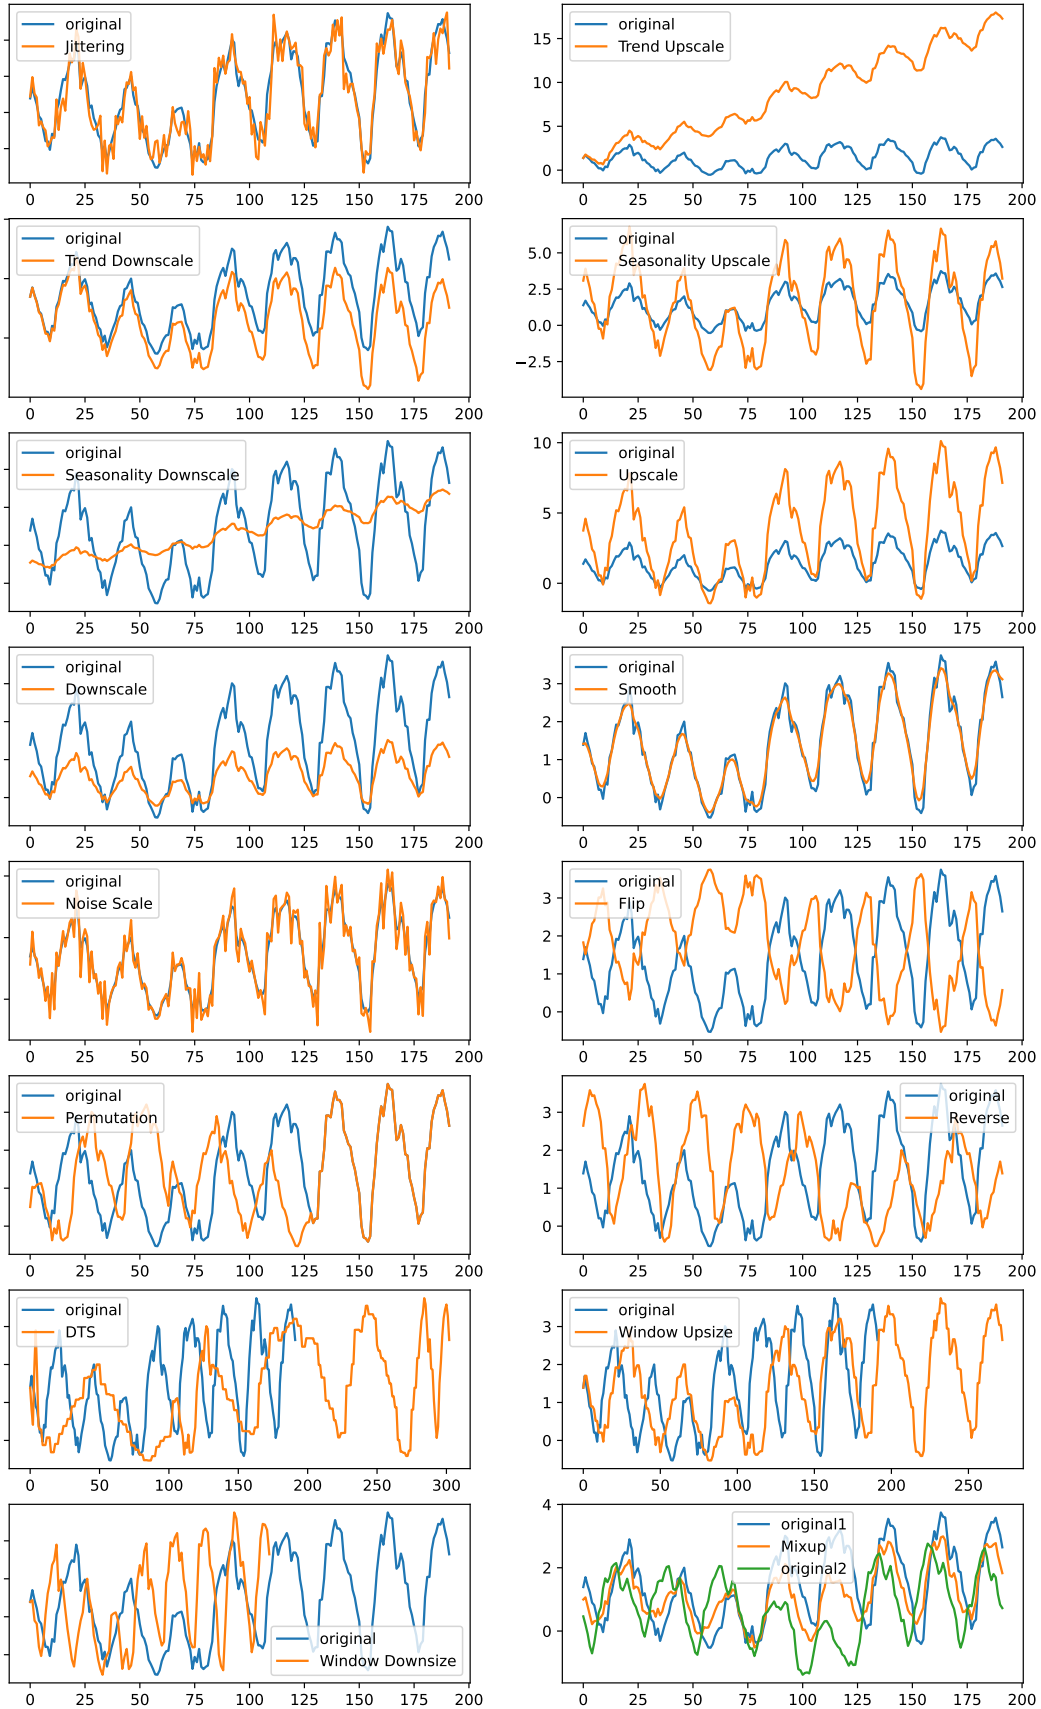 original
Jittering
0 25 50 75 100 125 150 175 200
original
Trend Upscale
15
10
5
0
0 25 50 75 100 125 150 175 200
original
Trend Downscale
0 25 50 75 100 125 150 175 200
original
Seasonality Upscale
5.0
2.5
0.0
−2.5
0 25 50 75 100 125 150 175 200
original
Seasonality Downscale
0 25 50 75 100 125 150 175 200
original
Upscale
10
5
0
0 25 50 75 100 125 150 175 200
original
Downscale
0 25 50 75 100 125 150 175 200
original
Smooth
3
2
1
0
0 25 50 75 100 125 150 175 200
original
Noise Scale
0 25 50 75 100 125 150 175 200
original
Flip
3
2
1
0
0 25 50 75 100 125 150 175 200
original
Permutation
0 25 50 75 100 125 150 175 200
original
Reverse
3
2
1
0
0 25 50 75 100 125 150 175 200
original
DTS
0 50 100 150 200 250 300
original
Window Upsize
3
2
1
0
0 50 100 150 200 250
original
Window Downsize
0 25 50 75 100 125 150 175 200
original1
Mixup
original2
4
2
0
0 25 50 75 100 125 150 175 200